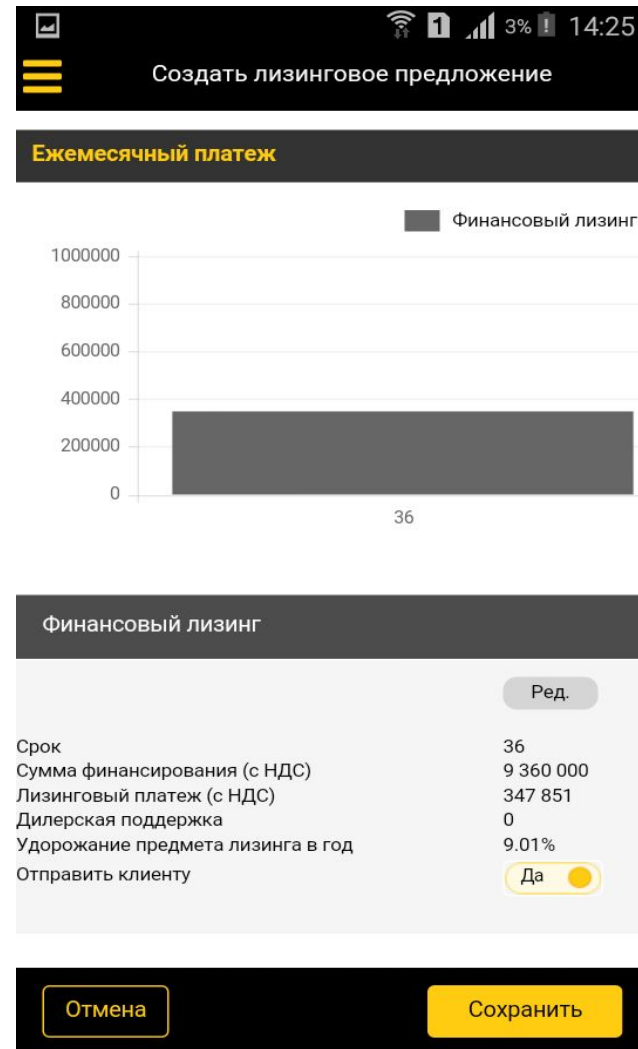 1 3% 14:25
Создать лизинговое предложение
Ежемесячный платеж
Финансовый лизинг
1000000
800000
600000
400000
200000
0
36
Финансовый лизинг
Ред.
Срок 36
Сумма финансирования (с НДС) 9 360 000
Лизинговый платеж (с НДС) 347 851
Дилерская поддержка 0
Удорожание предмета лизинга в год 9.01%
Отправить клиенту Да
Отмена Сохранить